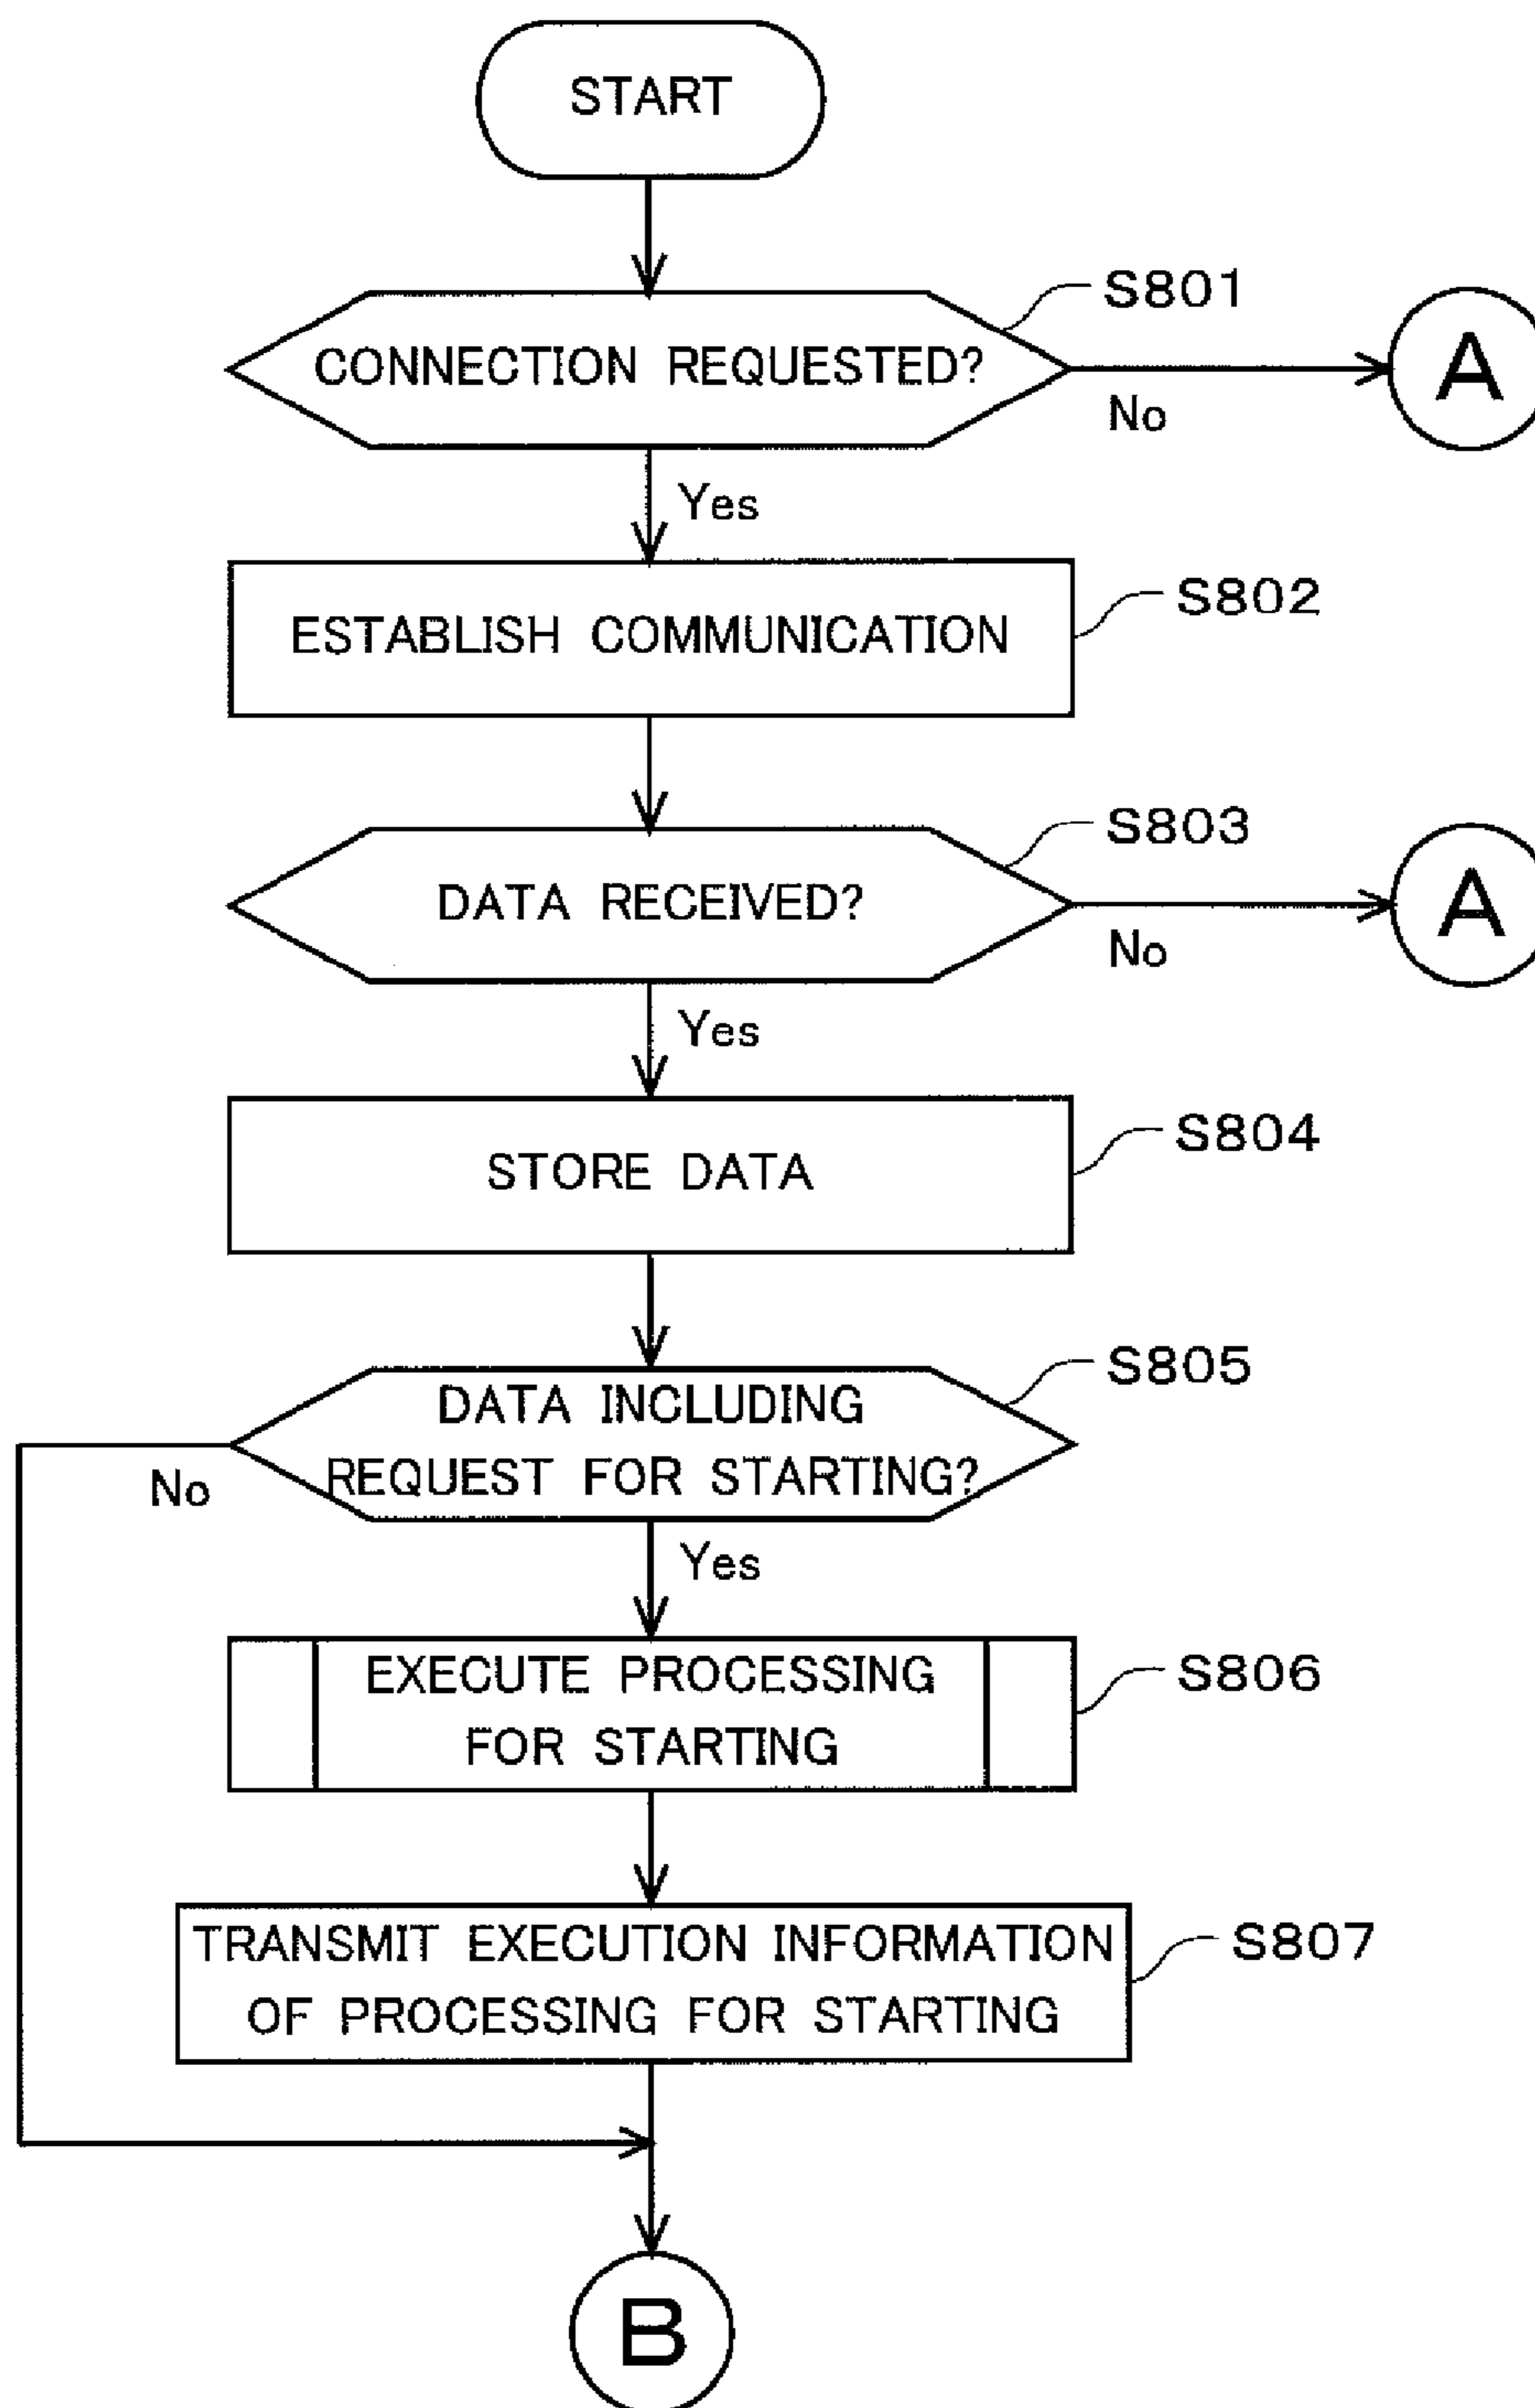 START
S801
CONNECTION REQUESTED?
A
No
Yes
S802
ESTABLISH COMMUNICATION
S803
DATA RECEIVED?
A
No
Yes
S804
STORE DATA
S805
DATA INCLUDING
REQUEST FOR STARTING?
No
Yes
EXECUTE PROCESSING
S806
FOR STARTING
TRANSMIT EXECUTION INFORMATION
S807
OF PROCESSING FOR STARTING
B